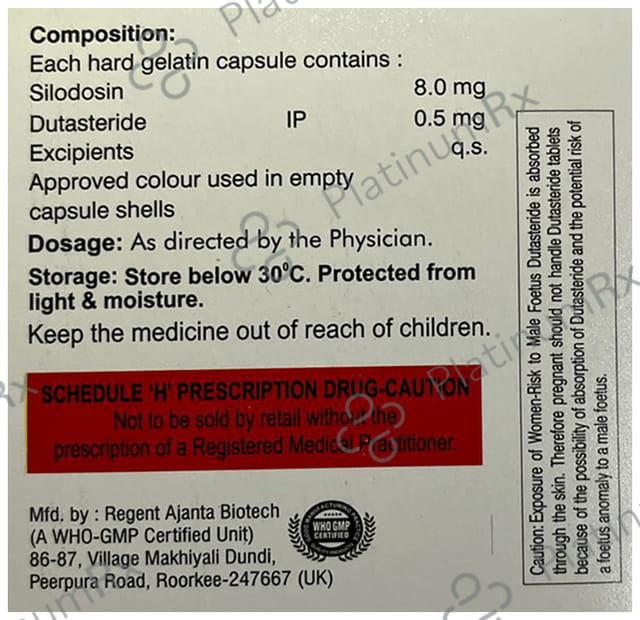 Composition:
Each hard gelatin capsule contains :
Silodosin 8.0 mg
Dutasteride IP 0.5 mg
Excipients q.s.
Approved colour used in empty
capsule shells
Dosage: As directed by the Physician.
Storage: Store below 30°C. Protected from
light & moisture.
Keep the medicine out of reach of children.
SCHEDULE 'H' PRESCRIPTION DRUG-CAUTION
Not to be sold by retail without the
prescription of a Registered Medical Practitioner.
Mfd. by : Regent Ajanta Biotech
(A WHO-GMP Certified Unit)
86-87, Village Makhiyali Dundi,
Peerpura Road, Roorkee-247667 (UK)
WHO GMP
CERTIFIED
Caution: Exposure of Women-Risk to Male Foetus Dutasteride is absorbed
through the skin. Therefore pregnant should not handle Dutasteride tablets
because of the possibility of absorption of Dutasteride and the potential risk of
a foetus anomaly to a male foetus.
PlatinumRx